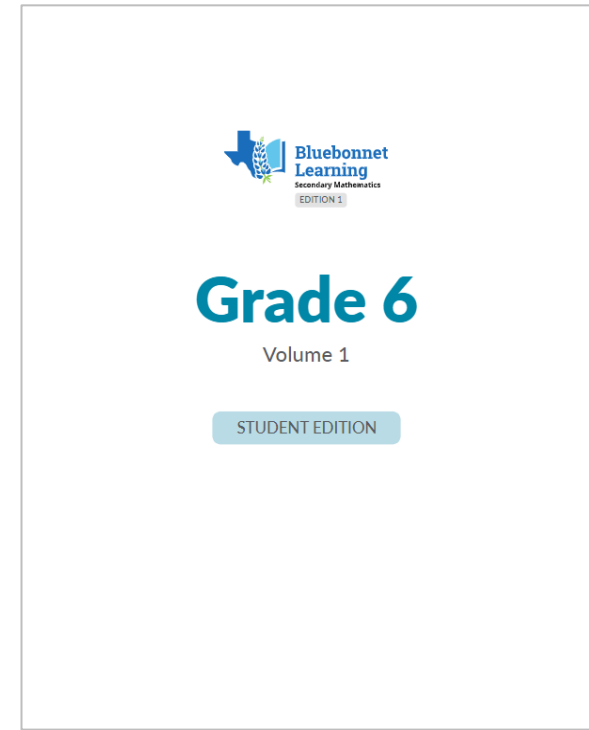 Bluebonnet
Learning
Secondary Mathematics
EDITION 1
Grade 6
Volume 1
STUDENT EDITION